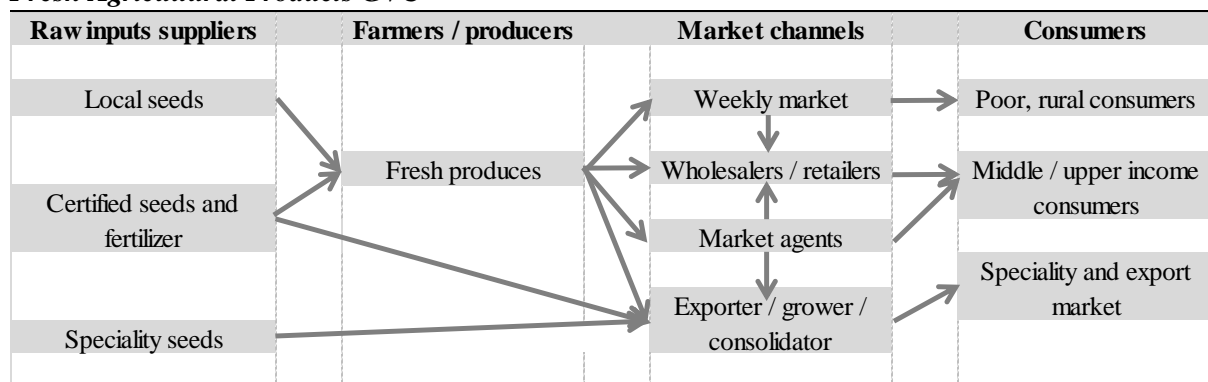 Raw inputs suppliers
Farmers / producers
Market channels
Consumers
Local seeds
Weekly market
Poor, rural consumers
Fresh produces
Wholesalers / retailers
Middle / upper income
consumers
Certified seeds and
fertilizer
Market agents
Speciality and export
market
Exporter / grower /
consolidator
Speciality seeds